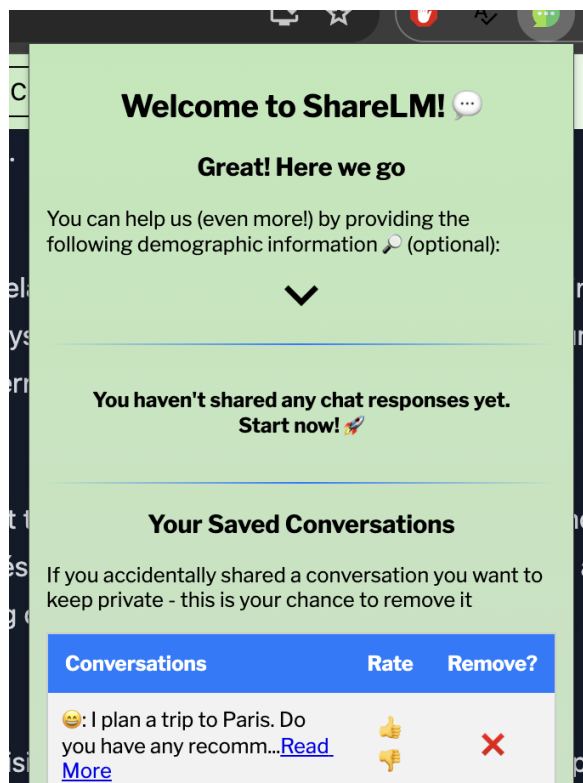 Welcome to ShareLM! 💬
Great! Here we go
You can help us (even more!) by providing the
following demographic information 🔎 (optional):
You haven't shared any chat responses yet.
Start now! 🚀
Your Saved Conversations
If you accidentally shared a conversation you want to
keep private - this is your chance to remove it
Conversations Rate Remove?
😄: I plan a trip to Paris. Do
you have any recomm...Read
More